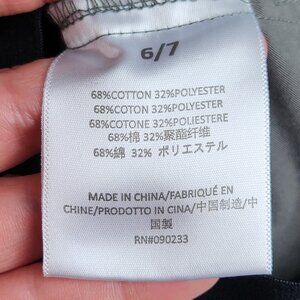 6/7
68%COTTON 32%POLYESTER
68%COTON 32%POLYESTER
68%COTONE 32%POLIESTERE
68%棉 32%聚酯纤维
68%綿 32% ポリエステル
MADE IN CHINA/FABRIQUÉ EN
CHINE/PRODOTTO IN CINA/中国制造/中
国製
RN#090233